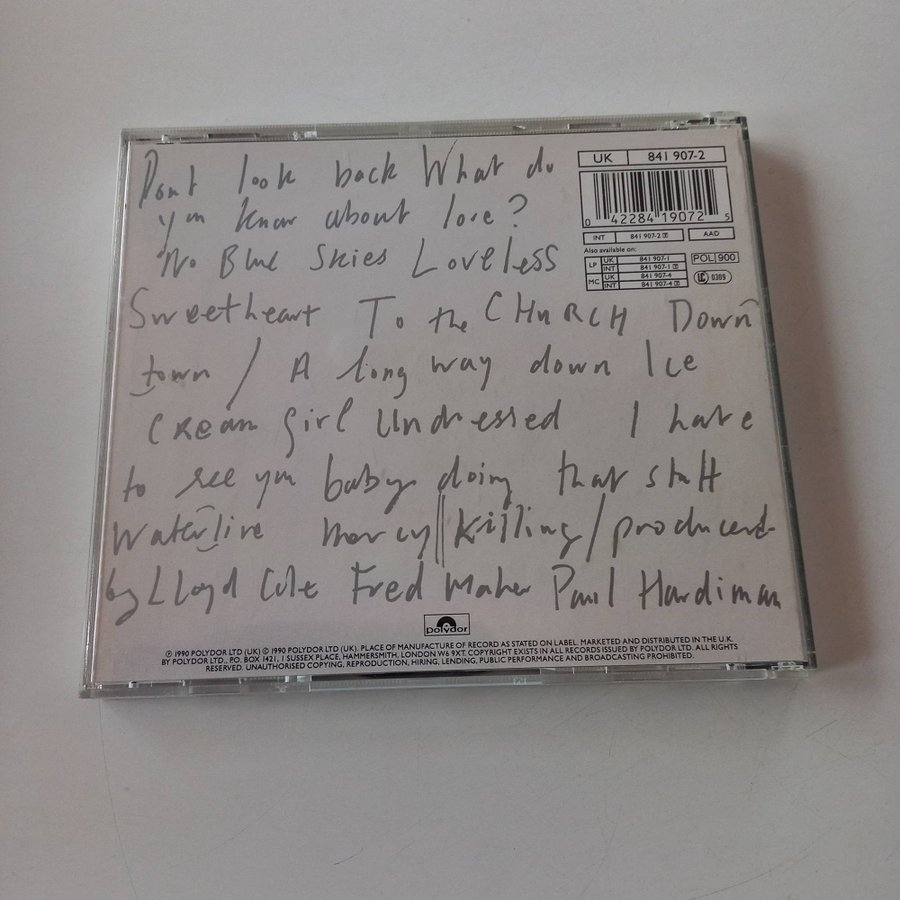 Dont look back What do
you know about love?
No Blue Skies Loveless
Sweetheart To the CHURCH Down
town / A long way down Ice
Cream Girl Undressed I hate
to see you baby doing that stuff
Waterline mercy || Killing / produced
by Lloyd Cole Fred Maher Paul Hardiman
UK 841 907-2
0 42284 19072 5
INT 841 907-2 AAD
Also available on:
LP UK 841 907-1
INT 841 907-1
MC UK 841 907-4
INT 841 907-4
POL 900
LC 0309
polydor
℗ 1990 POLYDOR LTD (UK) © 1990 POLYDOR LTD (UK). PLACE OF MANUFACTURE OF RECORD AS STATED ON LABEL. MARKETED AND DISTRIBUTED IN THE U.K.
BY POLYDOR LTD., P.O. BOX 1421, 1 SUSSEX PLACE, HAMMERSMITH, LONDON W6 9XT. COPYRIGHT EXISTS IN ALL RECORDS ISSUED BY POLYDOR LTD. ALL RIGHTS
RESERVED. UNAUTHORISED COPYING, REPRODUCTION, HIRING, LENDING, PUBLIC PERFORMANCE AND BROADCASTING PROHIBITED.